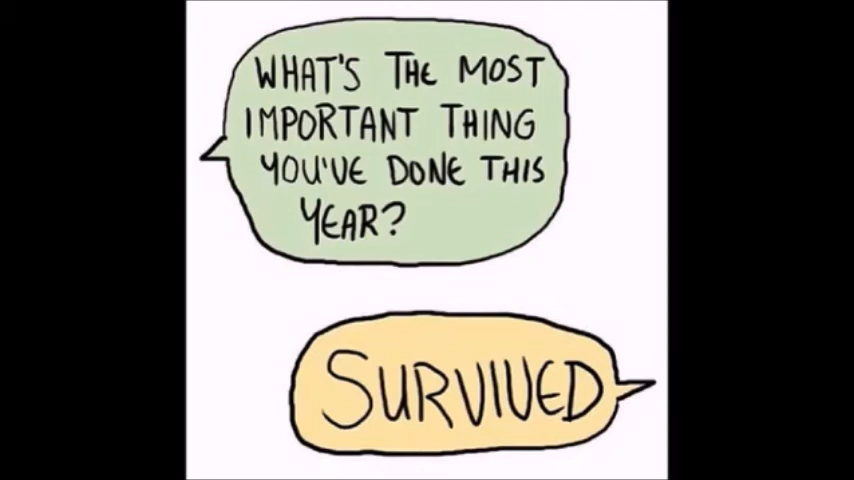 WHAT'S THE MOST
IMPORTANT THING
YOU'VE DONE THIS
YEAR?
SURVIVED